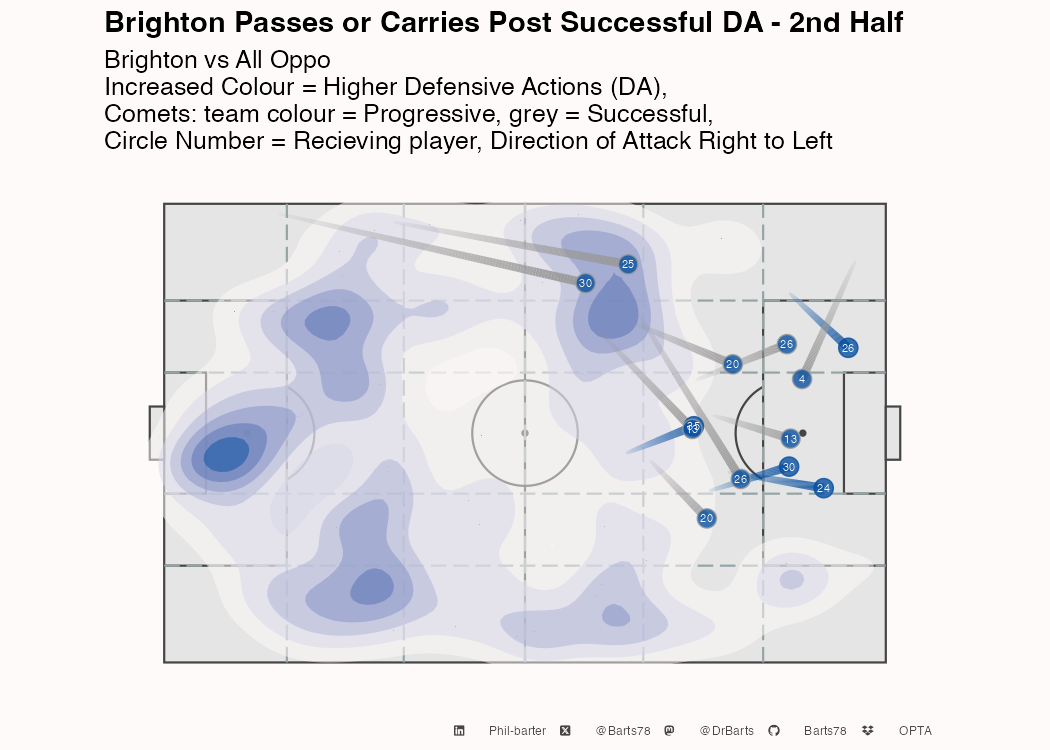 Brighton Passes or Carries Post Successful DA - 2nd Half
Brighton vs All Oppo
Increased Colour = Higher Defensive Actions (DA),
Comets: team colour = Progressive, grey = Successful,
Circle Number = Recieving player, Direction of Attack Right to Left
25
30
26
26
20
4
13
30
26
24
20
Phil-barter @Barts78 @DrBarts Barts78 OPTA